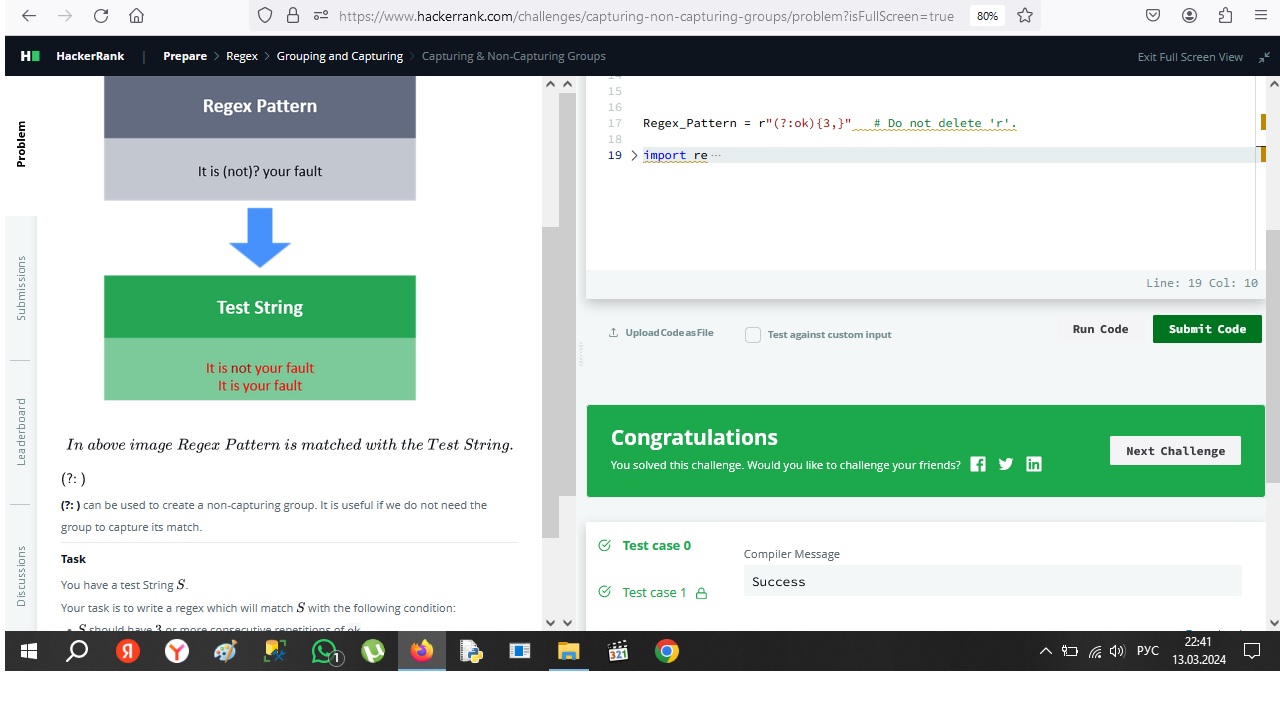 https://www.hackerrank.com/challenges/capturing-non-capturing-groups/problem?isFullScreen=true
80%
HackerRank | Prepare > Regex > Grouping and Capturing > Capturing & Non-Capturing Groups
Exit Full Screen View
Problem
Submissions
Leaderboard
Discussions
Regex Pattern
It is (not)? your fault
Test String
It is not your fault
It is your fault
In above image Regex Pattern is matched with the Test String.
(?: )
(?: ) can be used to create a non-capturing group. It is useful if we do not need the
group to capture its match.
Task
You have a test String S.
Your task is to write a regex which will match S with the following condition:
• S should have 3 or more consecutive repetitions of ok
14
15
16
17 Regex_Pattern = r"(?:ok){3,}" # Do not delete 'r'.
18
19 import re
Line: 19 Col: 10
Upload Code as File
Test against custom input
Run Code
Submit Code
Congratulations
You solved this challenge. Would you like to challenge your friends?
Next Challenge
Test case 0
Test case 1
Compiler Message
Success
1
321
РУС
22:41
13.03.2024